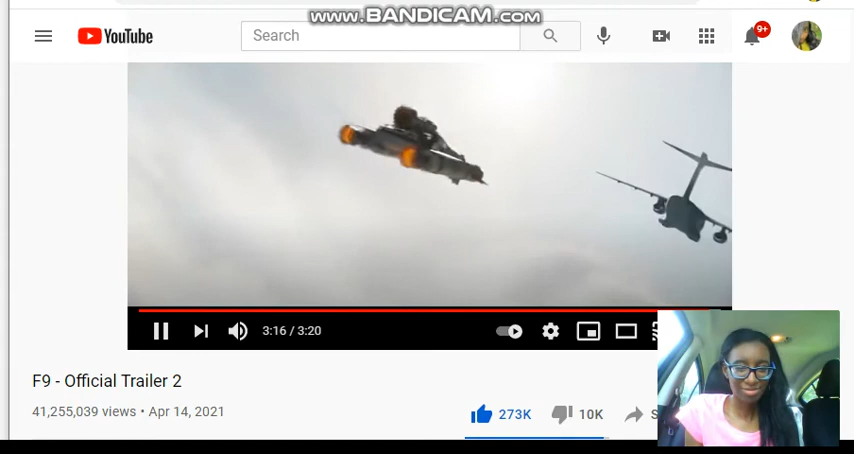 www.BANDICAM.com
YouTube
Search
9+
3:16 / 3:20
F9 - Official Trailer 2
41,255,039 views • Apr 14, 2021
273K
10K
S